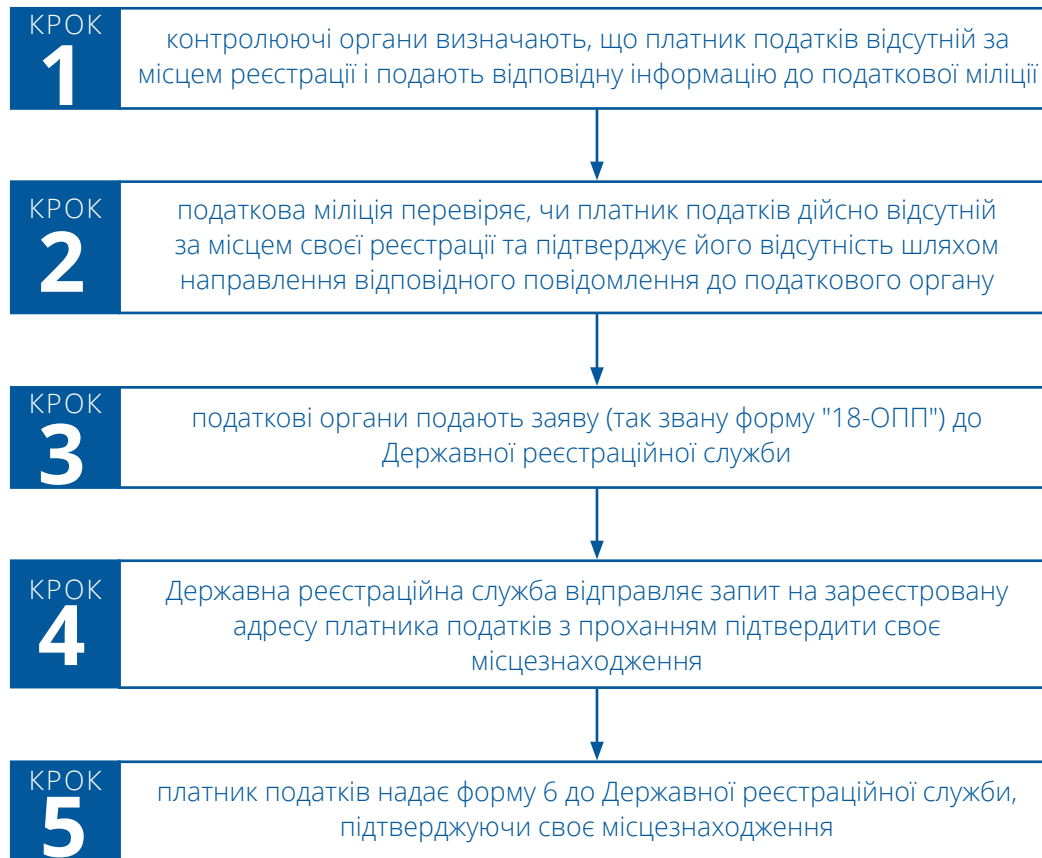 КРОК
1
контролюючі органи визначають, що платник податків відсутній за
місцем реєстрації і подають відповідну інформацію до податкової міліції
КРОК
2
податкова міліція перевіряє, чи платник податків дійсно відсутній
за місцем своєї реєстрації та підтверджує його відсутність шляхом
направлення відповідного повідомлення до податкового органу
КРОК
3
податкові органи подають заяву (так звану форму "18-ОПП") до
Державної реєстраційної служби
КРОК
4
Державна реєстраційна служба відправляє запит на зареєстровану
адресу платника податків з проханням підтвердити своє
місцезнаходження
КРОК
5
платник податків надає форму 6 до Державної реєстраційної служби,
підтверджуючи своє місцезнаходження